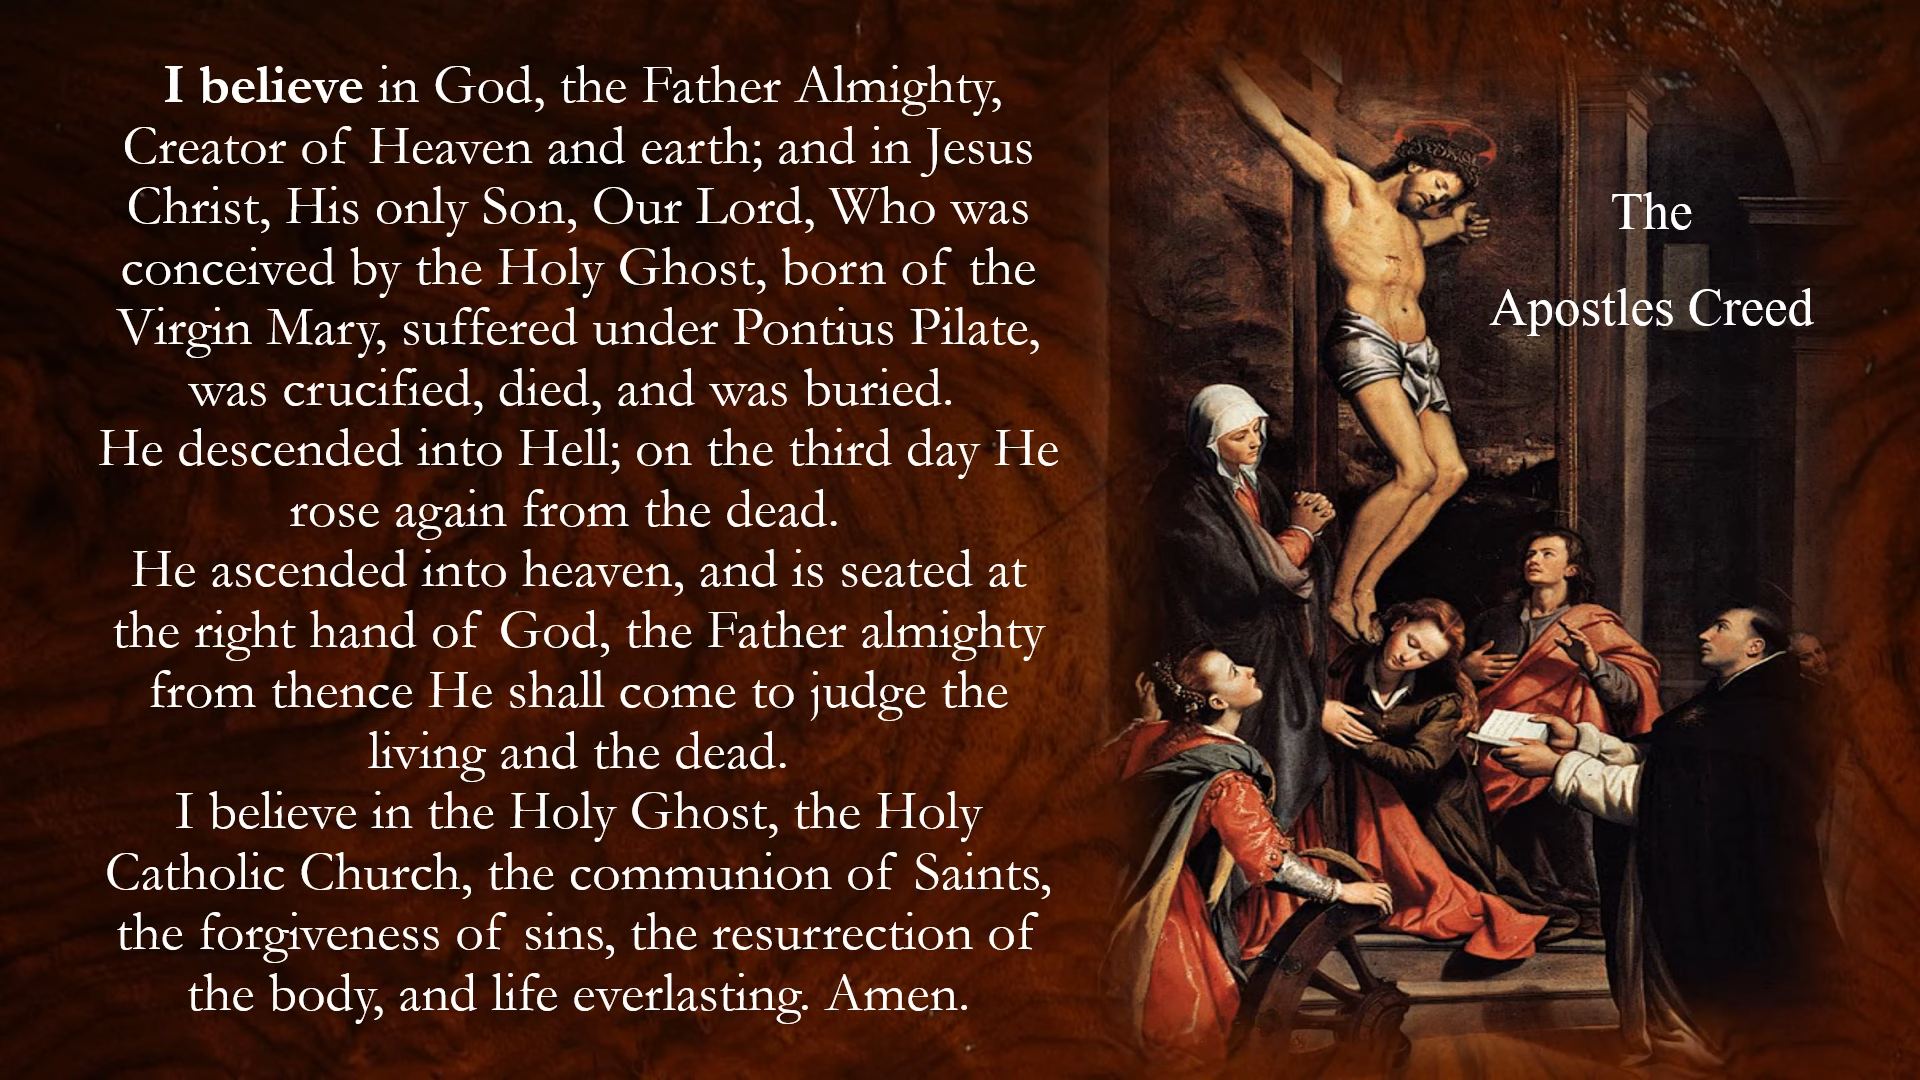 I believe in God, the Father Almighty,
Creator of Heaven and earth; and in Jesus
Christ, His only Son, Our Lord, Who was
conceived by the Holy Ghost, born of the
Virgin Mary, suffered under Pontius Pilate,
was crucified, died, and was buried.
He descended into Hell; on the third day He
rose again from the dead.
He ascended into heaven, and is seated at
the right hand of God, the Father almighty
from thence He shall come to judge the
living and the dead.
I believe in the Holy Ghost, the Holy
Catholic Church, the communion of Saints,
the forgiveness of sins, the resurrection of
the body, and life everlasting. Amen.
The
Apostles Creed